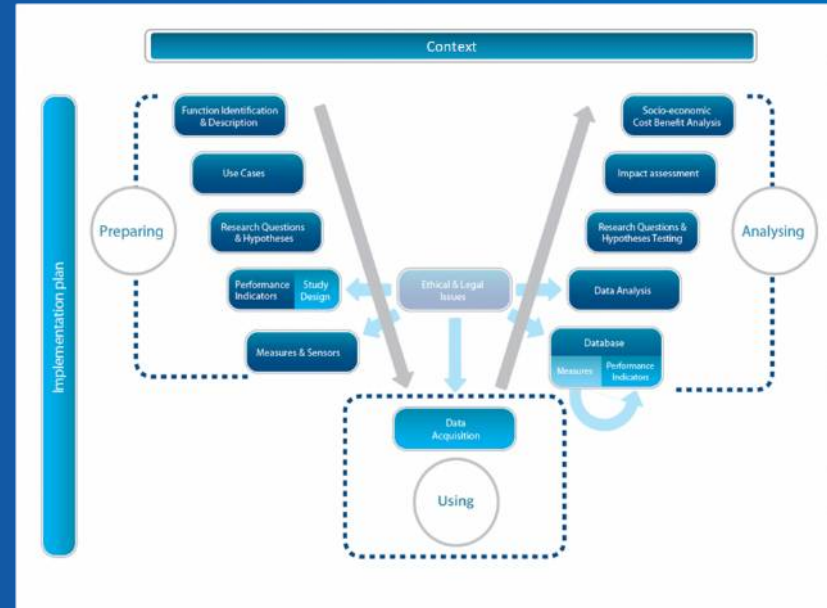 Context
Implementation plan
Preparing
Function Identification
& Description
Use Cases
Research Questions
& Hypotheses
Performance
Indicators
Study
Design
Measures & Sensors
Ethical & Legal
Issues
Data
Acquisition
Using
Socio-economic
Cost Benefit Analysis
Impact assessment
Research Questions &
Hypotheses Testing
Data Analysis
Database
Measures
Performance
Indicators
Analysing